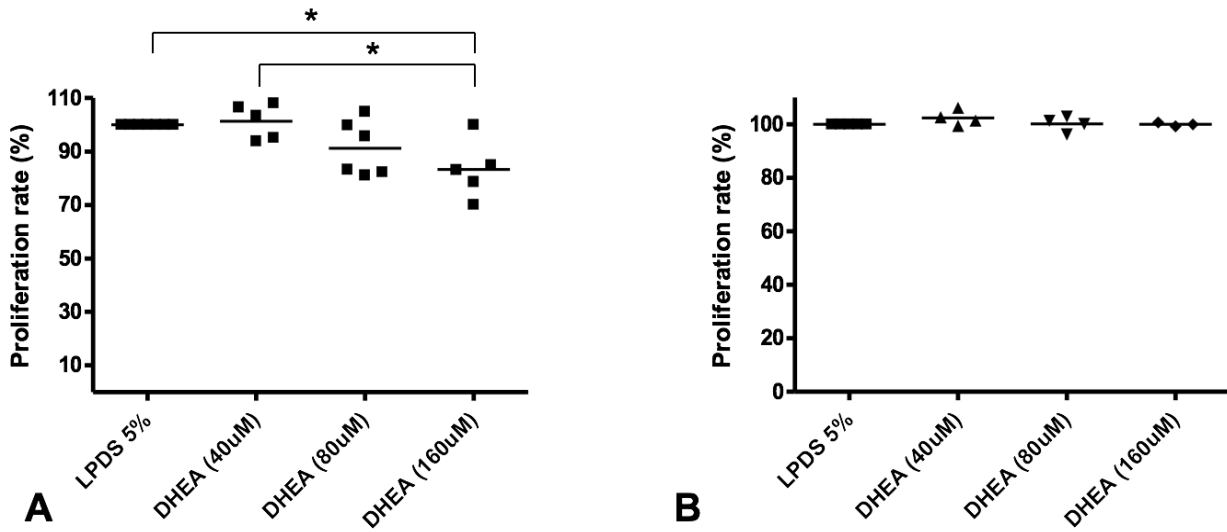 *
*
Proliferation rate (%)
110
90
70
50
30
10
LPDS 5%
DHEA (40uM)
DHEA (80uM)
DHEA (160uM)
A
Proliferation rate (%)
100
80
60
40
20
0
LPDS 5%
DHEA (40uM)
DHEA (80uM)
DHEA (160uM)
B